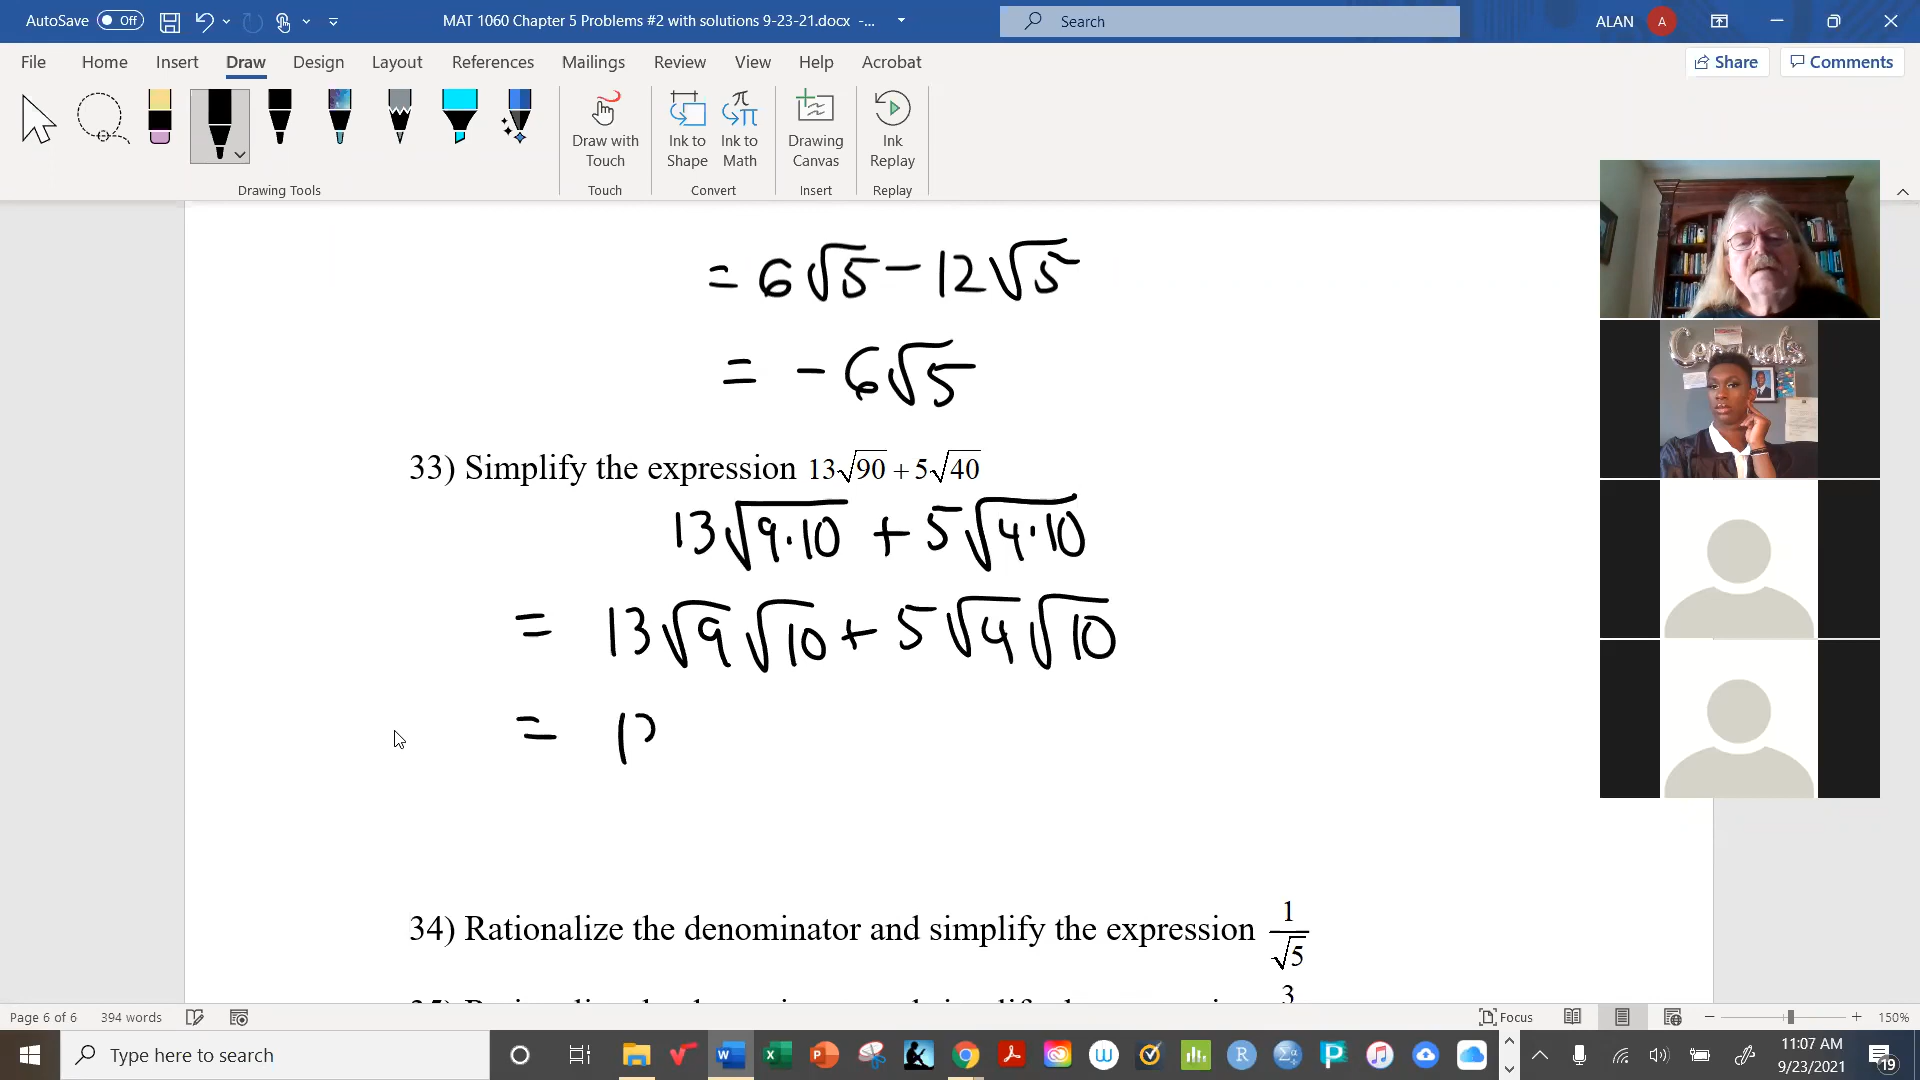 AutoSave Off MAT 1060 Chapter 5 Problems #2 with solutions 9-23-21.docx -... Search ALAN A
File Home Insert Draw Design Layout References Mailings Review View Help Acrobat Share Comments
Draw with Touch
Ink to Shape
Ink to Math
Drawing Canvas
Ink Replay
Drawing Tools Touch Convert Insert Replay
= 6√5 − 12√5
= −6√5
33) Simplify the expression 13√90 + 5√40
13√9·10 + 5√4·10
= 13√9 √10 + 5√4 √10
=
34) Rationalize the denominator and simplify the expression 1/√5
Page 6 of 6 394 words Focus 150%
Type here to search
11:07 AM
9/23/2021
19